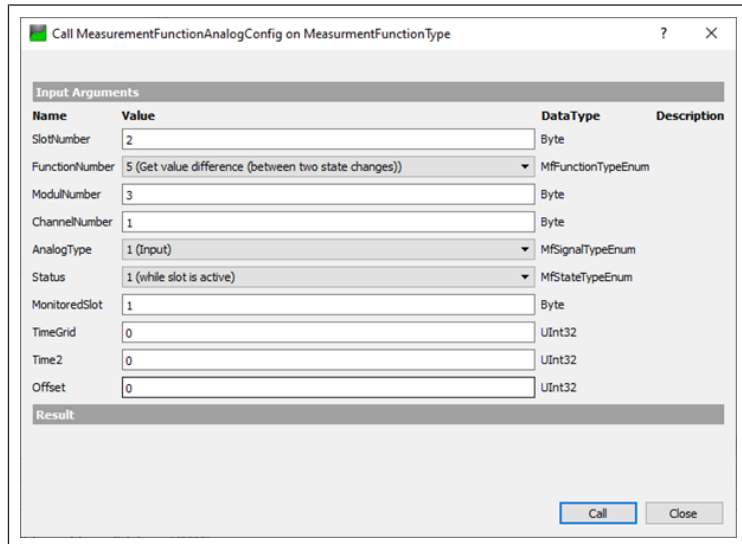 Call MeasurementFunctionAnalogConfig on MeasurmentFunctionType ? ×
Input Arguments
Name Value DataType Description
SlotNumber 2 Byte
FunctionNumber 5 (Get value difference (between two state changes)) MfFunctionTypeEnum
ModulNumber 3 Byte
ChannelNumber 1 Byte
AnalogType 1 (Input) MfSignalTypeEnum
Status 1 (while slot is active) MfStateTypeEnum
MonitoredSlot 1 Byte
TimeGrid 0 UInt32
Time2 0 UInt32
Offset 0 UInt32
Result
Call Close